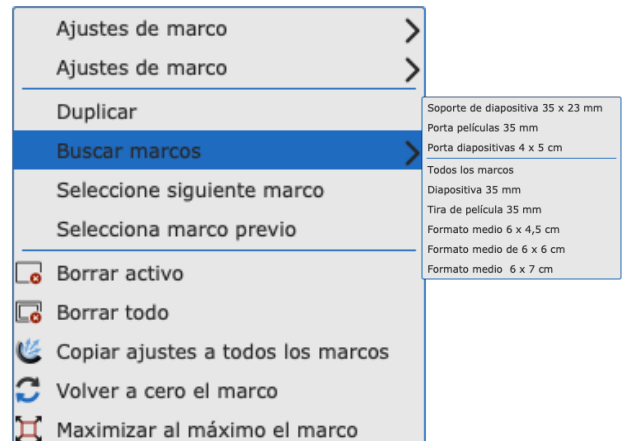 Ajustes de marco
Ajustes de marco
Duplicar
Buscar marcos
Seleccione siguiente marco
Selecciona marco previo
Borrar activo
Borrar todo
Copiar ajustes a todos los marcos
Volver a cero el marco
Maximizar al máximo el marco
Soporte de diapositiva 35 x 23 mm
Porta películas 35 mm
Porta diapositivas 4 x 5 cm
Todos los marcos
Diapositiva 35 mm
Tira de película 35 mm
Formato medio 6 x 4,5 cm
Formato medio de 6 x 6 cm
Formato medio 6 x 7 cm